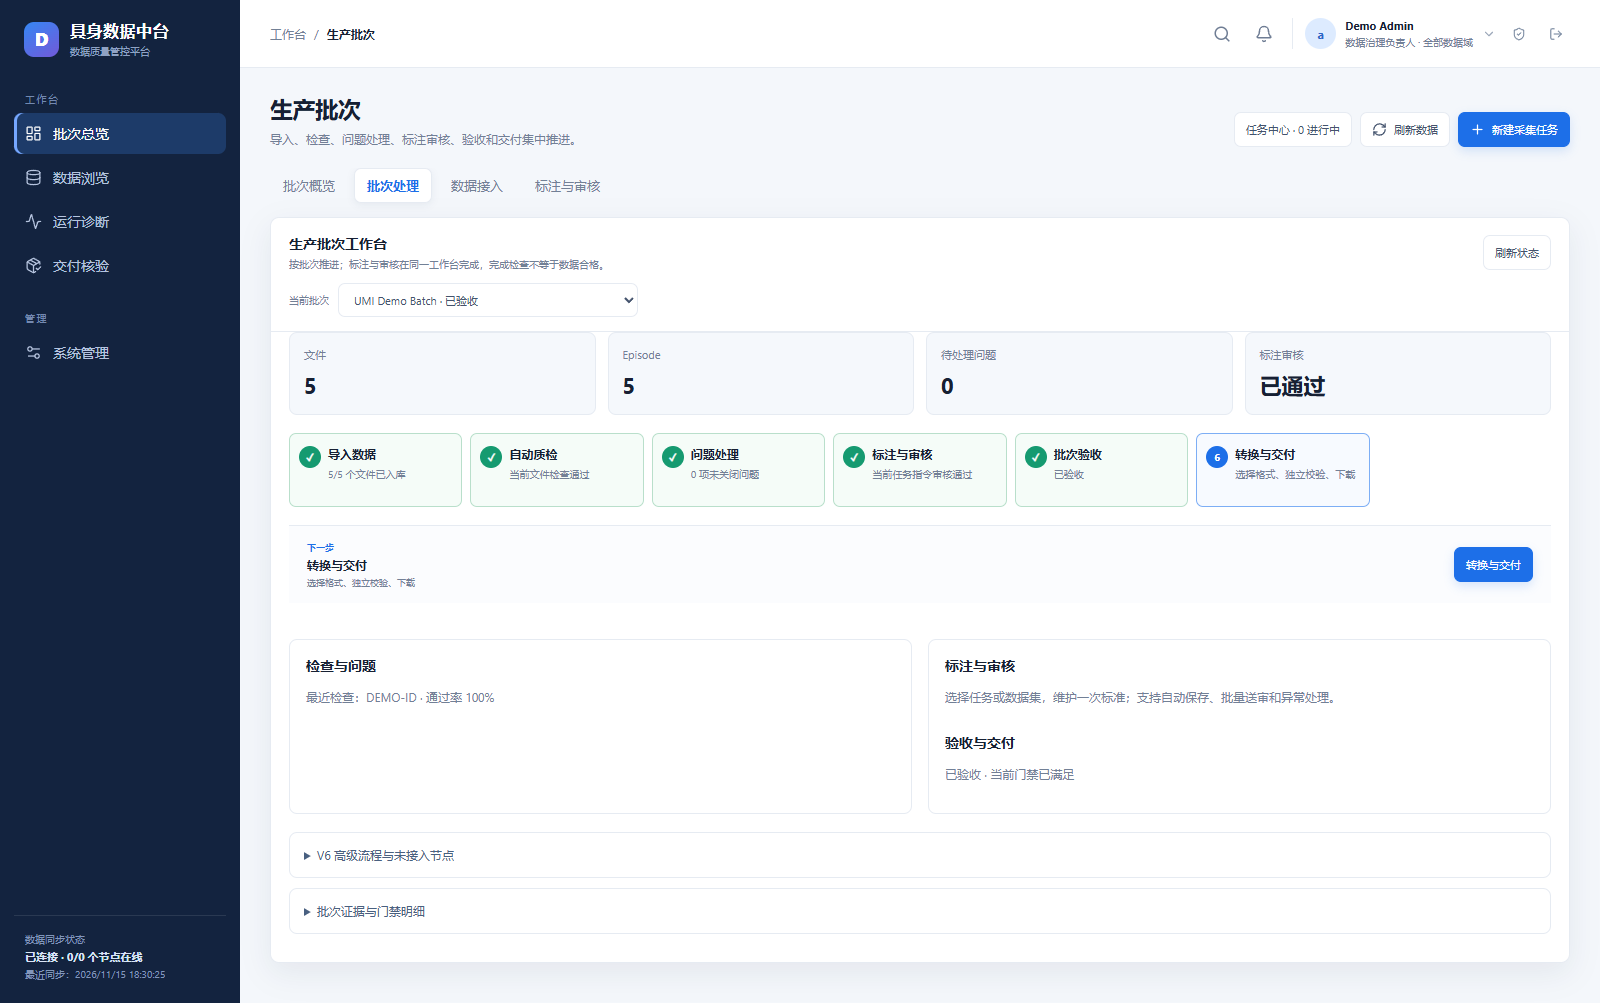 D
具身数据中台
数据质量管控平台
工作台
批次总览
数据浏览
运行诊断
交付核验
管理
系统管理
数据同步状态
已连接 · 0/0 个节点在线
最近同步：2026/11/15 18:30:25
工作台 / 生产批次
a
Demo Admin
数据治理负责人 · 全部数据域
生产批次
导入、检查、问题处理、标注审核、验收和交付集中推进。
任务中心 · 0 进行中
刷新数据
新建采集任务
批次概览
批次处理
数据接入
标注与审核
生产批次工作台
按批次推进；标注与审核在同一工作台完成，完成检查不等于数据合格。
刷新状态
当前批次
UMI Demo Batch · 已验收
文件
5
Episode
5
待处理问题
0
标注审核
已通过
导入数据
5/5 个文件已入库
自动质检
当前文件检查通过
问题处理
0 项未关闭问题
标注与审核
当前任务指令审核通过
批次验收
已验收
6
转换与交付
选择格式、独立校验、下载
下一步
转换与交付
选择格式、独立校验、下载
转换与交付
检查与问题
最近检查：DEMO-ID · 通过率 100%
标注与审核
选择任务或数据集，维护一次标准；支持自动保存、批量送审和异常处理。
验收与交付
已验收 · 当前门禁已满足
V6 高级流程与未接入节点
批次证据与门禁明细